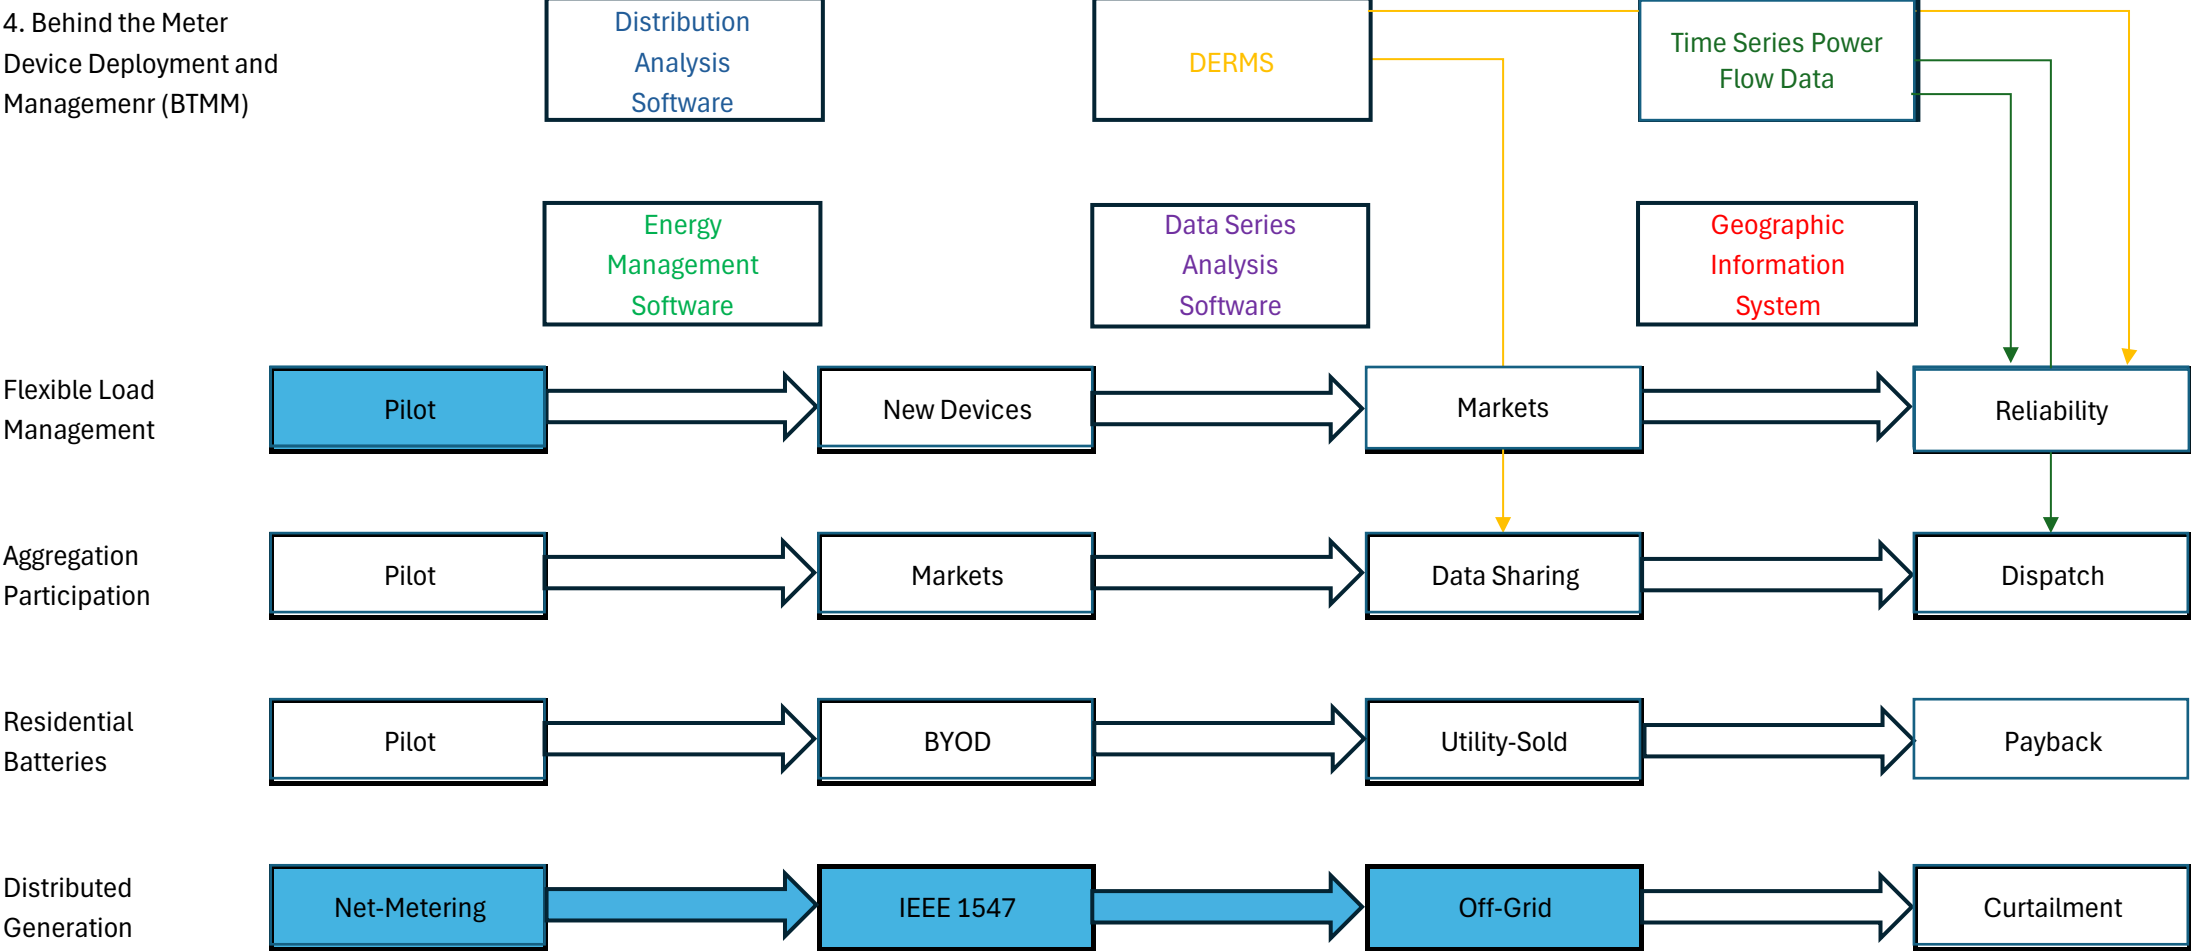 4. Behind the Meter
Device Deployment and
Managemenr (BTMM)
Distribution
Analysis
Software
DERMS
Time Series Power
Flow Data
Energy
Management
Software
Data Series
Analysis
Software
Geographic
Information
System
Flexible Load
Management
Pilot
New Devices
Markets
Reliability
Aggregation
Participation
Pilot
Markets
Data Sharing
Dispatch
Residential
Batteries
Pilot
BYOD
Utility-Sold
Payback
Distributed
Generation
Net-Metering
IEEE 1547
Off-Grid
Curtailment